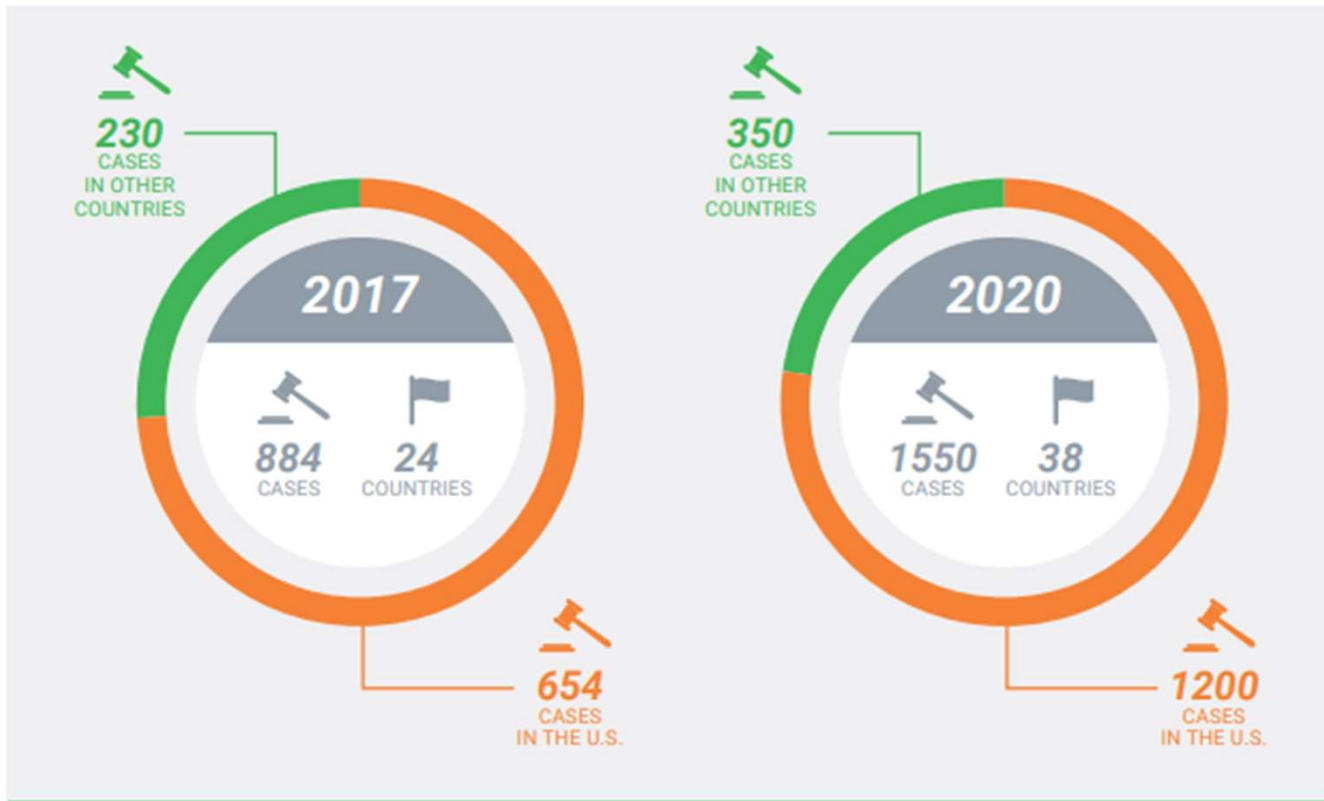 230
CASES
IN OTHER
COUNTRIES
2017
884
CASES
24
COUNTRIES
654
CASES
IN THE U.S.
350
CASES
IN OTHER
COUNTRIES
2020
1550
CASES
38
COUNTRIES
1200
CASES
IN THE U.S.